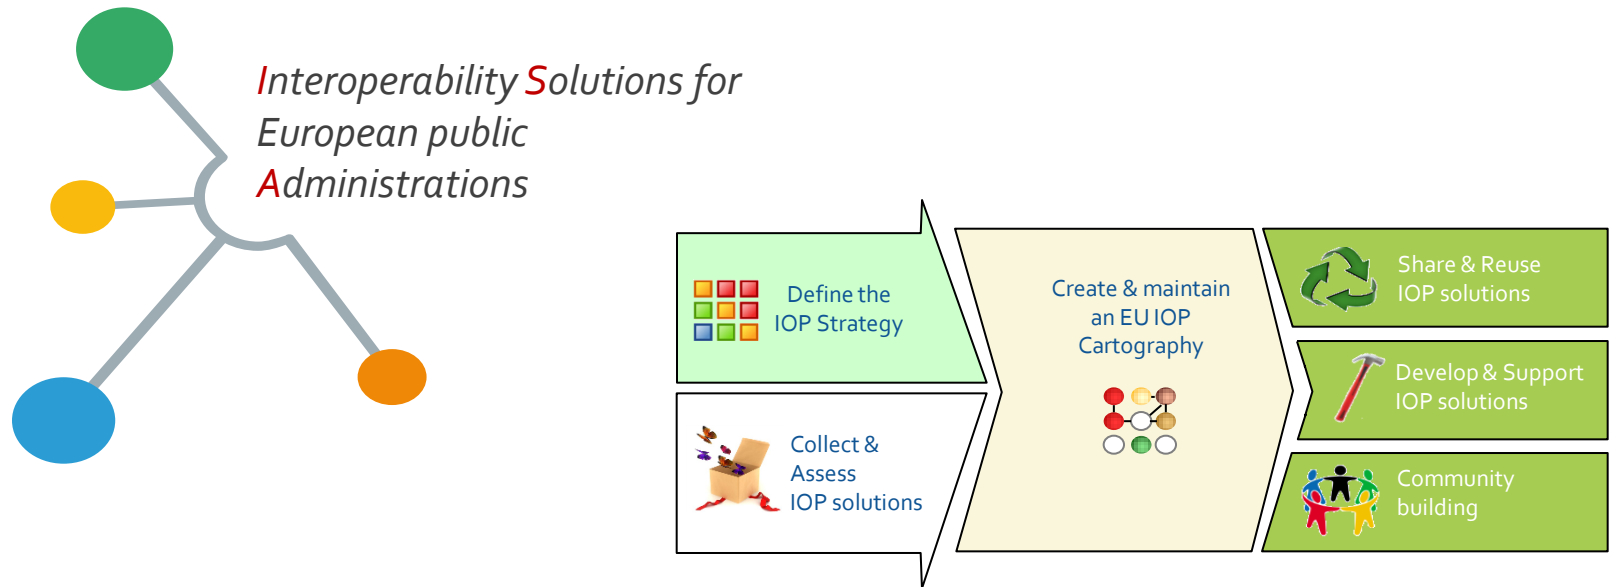 Interoperability Solutions for
European public
Administrations
Define the
IOP Strategy
Collect &
Assess
IOP solutions
Create & maintain
an EU IOP
Cartography
Share & Reuse
IOP solutions
Develop & Support
IOP solutions
Community
building